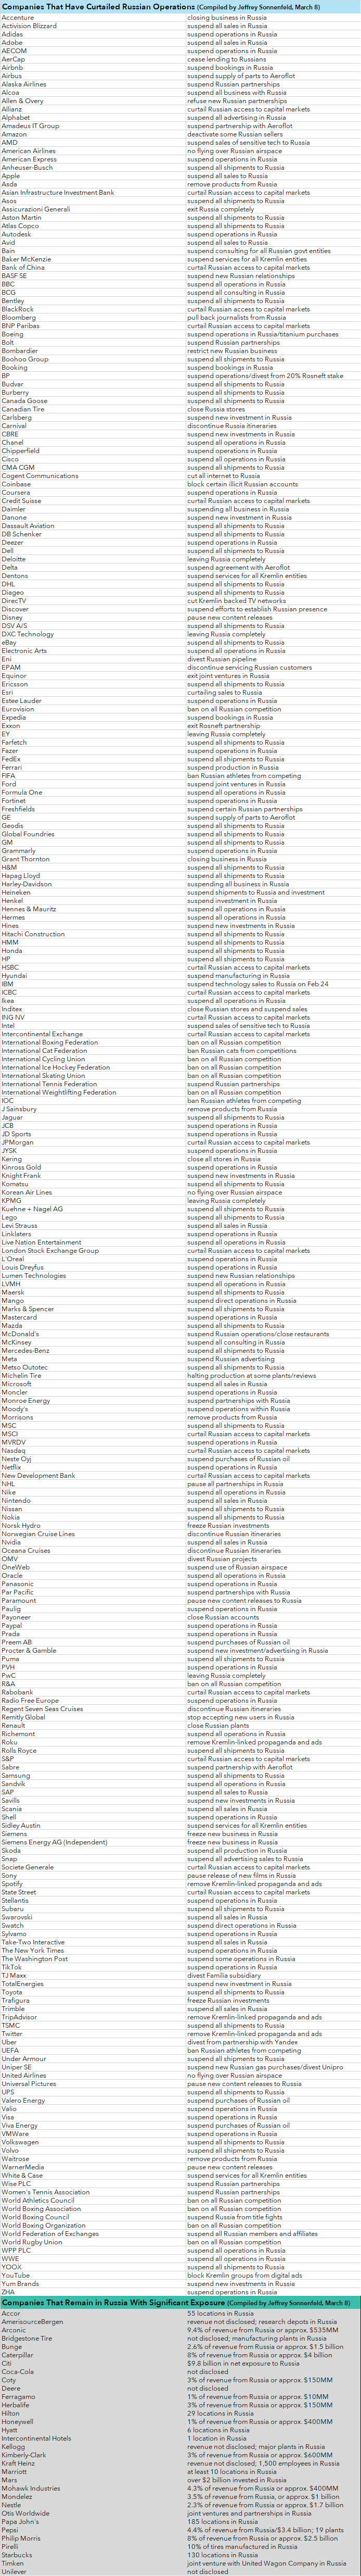 Companies That Have Curtailed Russian Operations (Compiled by Jeffrey Sonnenfeld, March 8)
Accenture closing business in Russia
Activision Blizzard suspend all sales in Russia
Adidas suspend operations in Russia
Adobe suspend all sales in Russia
AECOM suspend operations in Russia
AerCap cease lending to Russians
Airbnb suspend bookings in Russia
Airbus suspend supply of parts to Aeroflot
Alaska Airlines suspend Russian partnerships
Alcoa suspend all business with Russia
Allen & Overy refuse new Russian partnerships
Allianz curtail Russian access to capital markets
Alphabet suspend all advertising in Russia
Amadeus IT Group suspend partnership with Aeroflot
Amazon deactivate some Russian sellers
AMD suspend sales of sensitive tech to Russia
American Airlines no flying over Russian airspace
American Express suspend operations in Russia
Anheuser-Busch suspend all shipments to Russia
Apple suspend all sales to Russia
Asda remove products from Russia
Asian Infrastructure Investment Bank curtail Russian access to capital markets
Asos suspend all shipments to Russia
Assicurazioni Generali exit Russia completely
Aston Martin suspend all shipments to Russia
Atlas Copco suspend all shipments to Russia
Autodesk suspend operations in Russia
Avid suspend all sales to Russia
Bain suspend consulting for all Russian govt entities
Baker McKenzie suspend services for all Kremlin entities
Bank of China curtail Russian access to capital markets
BASF SE suspend new Russian relationships
BBC suspend all operations in Russia
BCG suspend all consulting in Russia
Bentley suspend all shipments to Russia
BlackRock curtail Russian access to capital markets
Bloomberg pull back journalists from Russia
BNP Paribas curtail Russian access to capital markets
Boeing suspend operations in Russia/titanium purchases
Bolt suspend Russian partnerships
Bombardier restrict new Russian business
Boohoo Group suspend all shipments to Russia
Booking suspend bookings in Russia
BP suspend operations/divest from 20% Rosneft stake
Budvar suspend all shipments to Russia
Burberry suspend all shipments to Russia
Canada Goose suspend all shipments to Russia
Canadian Tire close Russia stores
Carlsberg suspend new investment in Russia
Carnival discontinue Russia itineraries
CBRE suspend new investments in Russia
Chanel suspend all operations in Russia
Chipperfield suspend operations in Russia
Cisco suspend all operations in Russia
CMA CGM suspend all shipments to Russia
Cogent Communications cut all internet to Russia
Coinbase block certain illicit Russian accounts
Coursera suspend operations in Russia
Credit Suisse curtail Russian access to capital markets
Daimler suspending all business in Russia
Danone suspend new investment in Russia
Dassault Aviation suspend all shipments to Russia
DB Schenker suspend all shipments to Russia
Deezer suspend operations in Russia
Dell suspend all shipments to Russia
Deloitte leaving Russia completely
Delta suspend agreement with Aeroflot
Dentons suspend services for all Kremlin entities
DHL suspend all shipments to Russia
Diageo suspend all shipments to Russia
DirecTV cut Kremlin backed TV networks
Discover suspend efforts to establish Russian presence
Disney pause new content releases
DSV A/S suspend all shipments to Russia
DXC Technology leaving Russia completely
eBay suspend all shipments to Russia
Electronic Arts suspend all operations in Russia
Eni divest Russian pipeline
EPAM discontinue servicing Russian customers
Equinor exit joint ventures in Russia
Ericsson suspend all shipments to Russia
Esri curtailing sales to Russia
Estee Lauder suspend operations in Russia
Eurovision ban on all Russian competition
Expedia suspend bookings in Russia
Exxon exit Rosneft partnership
EY leaving Russia completely
Farfetch suspend all shipments to Russia
Fazer suspend operations in Russia
FedEx suspend all shipments to Russia
Ferrari suspend production in Russia
FIFA ban Russian athletes from competing
Ford suspend joint ventures in Russia
Formula One suspend all operations in Russia
Fortinet suspend operations in Russia
Freshfields suspend certain Russian partnerships
GE suspend supply of parts to Aeroflot
Geodis suspend all shipments to Russia
Global Foundries suspend all shipments to Russia
GM suspend all shipments to Russia
Grammarly suspend operations in Russia
Grant Thornton closing business in Russia
H&M suspend all shipments to Russia
Hapag Lloyd suspend all shipments to Russia
Harley-Davidson suspending all business in Russia
Heineken suspend shipments to Russia and investment
Henkel suspend investment in Russia
Hennes & Mauritz suspend all operations in Russia
Hermes suspend all operations in Russia
Hines suspend new investments in Russia
Hitachi Construction suspend all shipments to Russia
HMM suspend all shipments to Russia
Honda suspend all shipments to Russia
HP suspend all shipments to Russia
HSBC curtail Russian access to capital markets
Hyundai suspend manufacturing in Russia
IBM suspend technology sales to Russia on Feb 24
ICBC curtail Russian access to capital markets
Ikea suspend all operations in Russia
Inditex close Russian stores and suspend sales
ING NV curtail Russian access to capital markets
Intel suspend sales of sensitive tech to Russia
Intercontinental Exchange curtail Russian access to capital markets
International Boxing Federation ban on all Russian competition
International Cat Federation ban Russian cats from competitions
International Cycling Union ban on all Russian competition
International Ice Hockey Federation ban on all Russian competition
International Skating Union ban on all Russian competition
International Tennis Federation suspend Russian partnerships
International Weightlifting Federation ban on all Russian competition
IOC ban Russian athletes from competing
J Sainsbury remove products from Russia
Jaguar suspend all shipments to Russia
JCB suspend operations in Russia
JD Sports suspend operations in Russia
JPMorgan curtail Russian access to capital markets
JYSK suspend operations in Russia
Kering close all stores in Russia
Kinross Gold suspend operations in Russia
Knight Frank suspend new investments in Russia
Komatsu suspend all shipments to Russia
Korean Air Lines no flying over Russian airspace
KPMG leaving Russia completely
Kuehne + Nagel AG suspend all shipments to Russia
Lego suspend all shipments to Russia
Levi Strauss suspend all sales in Russia
Linklaters suspend operations in Russia
Live Nation Entertainment suspend all operations in Russia
London Stock Exchange Group curtail Russian access to capital markets
L'Oreal suspend operations in Russia
Louis Dreyfus suspend operations in Russia
Lumen Technologies suspend new Russian relationships
LVMH suspend all operations in Russia
Maersk suspend all shipments to Russia
Mango suspend direct operations in Russia
Marks & Spencer suspend all shipments to Russia
Mastercard suspend operations in Russia
Mazda suspend all shipments to Russia
McDonald's suspend Russian operations/close restaurants
McKinsey suspend all consulting in Russia
Mercedes-Benz suspend all shipments to Russia
Meta suspend Russian advertising
Metso Outotec suspend all shipments to Russia
Michelin Tire halting production at some plants/reviews
Microsoft suspend all sales in Russia
Moncler suspend operations in Russia
Monroe Energy suspend partnerships with Russia
Moody's suspend operations within Russia
Morrisons remove products from Russia
MSC suspend all shipments to Russia
MSCI curtail Russian access to capital markets
MVRDV suspend operations in Russia
Nasdaq curtail Russian access to capital markets
Neste Oyj suspend purchases of Russian oil
Netflix suspend operations in Russia
New Development Bank curtail Russian access to capital markets
NHL pause all partnerships in Russia
Nike suspend all operations in Russia
Nintendo suspend all sales in Russia
Nissan suspend all shipments to Russia
Nokia suspend all shipments to Russia
Norsk Hydro freeze Russian investments
Norwegian Cruise Lines discontinue Russian itineraries
Nvidia suspend all sales in Russia
Oceana Cruises discontinue Russian itineraries
OMV divest Russian projects
OneWeb suspend use of Russian airspace
Oracle suspend all operations in Russia
Panasonic suspend operations in Russia
Par Pacific suspend partnerships with Russia
Paramount pause new content releases to Russia
Paulig suspend operations in Russia
Payoneer close Russian accounts
Paypal suspend operations in Russia
Prada suspend operations in Russia
Preem AB suspend purchases of Russian oil
Procter & Gamble suspend new investment/advertising in Russia
Puma suspend all shipments to Russia
PVH suspend operations in Russia
PwC leaving Russia completely
R&A ban on all Russian competition
Rabobank curtail Russian access to capital markets
Radio Free Europe suspend operations in Russia
Regent Seven Seas Cruises discontinue Russian itineraries
Remitly Global stop accepting new users in Russia
Renault close Russian plants
Richemont suspend all operations in Russia
Roku remove Kremlin-linked propaganda and ads
Rolls Royce suspend all shipments to Russia
S&P curtail Russian access to capital markets
Sabre suspend partnership with Aeroflot
Samsung suspend all shipments to Russia
Sandvik suspend all operations in Russia
SAP suspend all sales to Russia
Savills suspend new investments in Russia
Scania suspend all sales in Russia
Shell suspend operations in Russia
Sidley Austin suspend services for all Kremlin entities
Siemens freeze new business in Russia
Siemens Energy AG (Independent) freeze new business in Russia
Skoda suspend all production in Russia
Snap suspend all advertising sales to Russia
Societe Generale curtail Russian access to capital markets
Sony pause release of new films in Russia
Spotify remove Kremlin-linked propaganda and ads
State Street curtail Russian access to capital markets
Stellantis suspend operations in Russia
Subaru suspend all shipments to Russia
Swarovski suspend all sales in Russia
Swatch suspend direct operations in Russia
Sylvamo suspend operations in Russia
Take-Two Interactive suspend all sales in Russia
The New York Times suspend operations in Russia
The Washington Post suspend some operations in Russia
TikTok suspend operations in Russia
TJ Maxx divest Familia subsidiary
TotalEnergies suspend new investment in Russia
Toyota suspend all shipments to Russia
Trafigura freeze Russian investments
Trimble suspend all sales in Russia
TripAdvisor remove Kremlin-linked propaganda and ads
TSMC suspend all shipments to Russia
Twitter remove Kremlin-linked propaganda and ads
Uber divest from partnership with Yandex
UEFA ban Russian athletes from competing
Under Armour suspend all shipments to Russia
Uniper SE suspend new Russian gas purchases/divest Unipro
United Airlines no flying over Russian airspace
Universal Pictures pause new content releases to Russia
UPS suspend all shipments to Russia
Valero Energy suspend purchases of Russian oil
Valio suspend operations in Russia
Visa suspend operations in Russia
Viva Energy suspend purchases of Russian oil
VMWare suspend operations in Russia
Volkswagen suspend all shipments to Russia
Volvo suspend all shipments to Russia
Waitrose remove products from Russia
WarnerMedia pause new content releases
White & Case suspend services for all Kremlin entities
Wise PLC suspend Russian partnerships
Women's Tennis Association suspend Russian partnerships
World Athletics Council ban on all Russian competition
World Boxing Association ban on all Russian competition
World Boxing Council suspend Russia from title fights
World Boxing Organization ban on all Russian competition
World Federation of Exchanges suspend all Russian members and affiliates
World Rugby Union ban on all Russian competition
WPP PLC suspend all operations in Russia
WWE suspend all operations in Russia
YOOX suspend all shipments to Russia
YouTube block Kremlin groups from digital ads
Yum Brands suspend new investments in Russia
ZHA suspend operations in Russia
Companies That Remain in Russia With Significant Exposure (Compiled by Jeffrey Sonnenfeld, March 8)
Accor 55 locations in Russia
AmerisourceBergen revenue not disclosed; research depots in Russia
Arconic 9.4% of revenue from Russia or approx. $535MM
Bridgestone Tire not disclosed; manufacturing plants in Russia
Bunge 2.6% of revenue from Russia or approx. $1.5 billion
Caterpillar 8% of revenue from Russia or approx. $4 billion
Citi $9.8 billion in net exposure to Russia
Coca-Cola not disclosed
Coty 3% of revenue from Russia or approx. $150MM
Deere not disclosed
Ferragamo 1% of revenue from Russia or approx. $10MM
Herbalife 3% of revenue from Russia or approx. $150MM
Hilton 29 locations in Russia
Honeywell 1% of revenue from Russia or approx. $400MM
Hyatt 6 locations in Russia
Intercontinental Hotels 1 location in Russia
Kellogg revenue not disclosed; major plants in Russia
Kimberly-Clark 3% of revenue from Russia or approx. $600MM
Kraft Heinz revenue not disclosed; 1,500 employees in Russia
Marriott at least 10 locations in Russia
Mars over $2 billion invested in Russia
Mohawk Industries 4.3% of revenue from Russia or approx. $400MM
Mondelez 3.5% of revenue from Russia, or approx. $1 billion
Nestle 2.3% of revenue from Russia or approx. $1.7 billion
Otis Worldwide joint ventures and partnerships in Russia
Papa John's 185 locations in Russia
Pepsi 4.4% of revenue from Russia/$3.4 billion; 19 plants
Philip Morris 8% of revenue from Russia or approx. $2.5 billion
Pirelli 10% of tires manufactured in Russia
Starbucks 130 locations in Russia
Timken joint venture with United Wagon Company in Russia
Unilever not disclosed